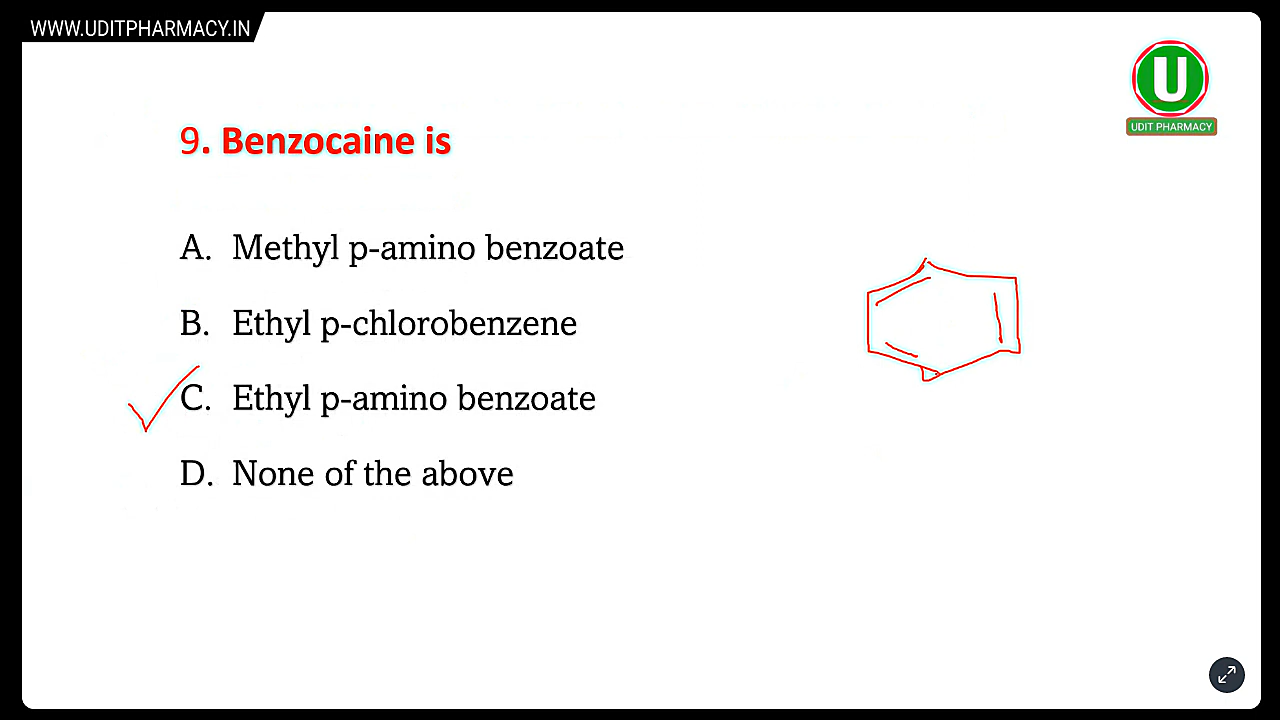 WWW.UDITPHARMACY.IN
U
UDIT PHARMACY
9. Benzocaine is
A. Methyl p-amino benzoate
B. Ethyl p-chlorobenzene
C. Ethyl p-amino benzoate
D. None of the above